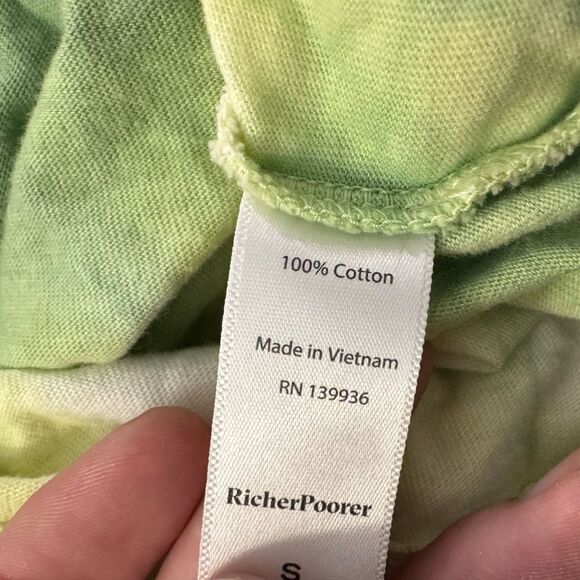 100% Cotton
Made in Vietnam
RN 139936
RicherPoorer
S